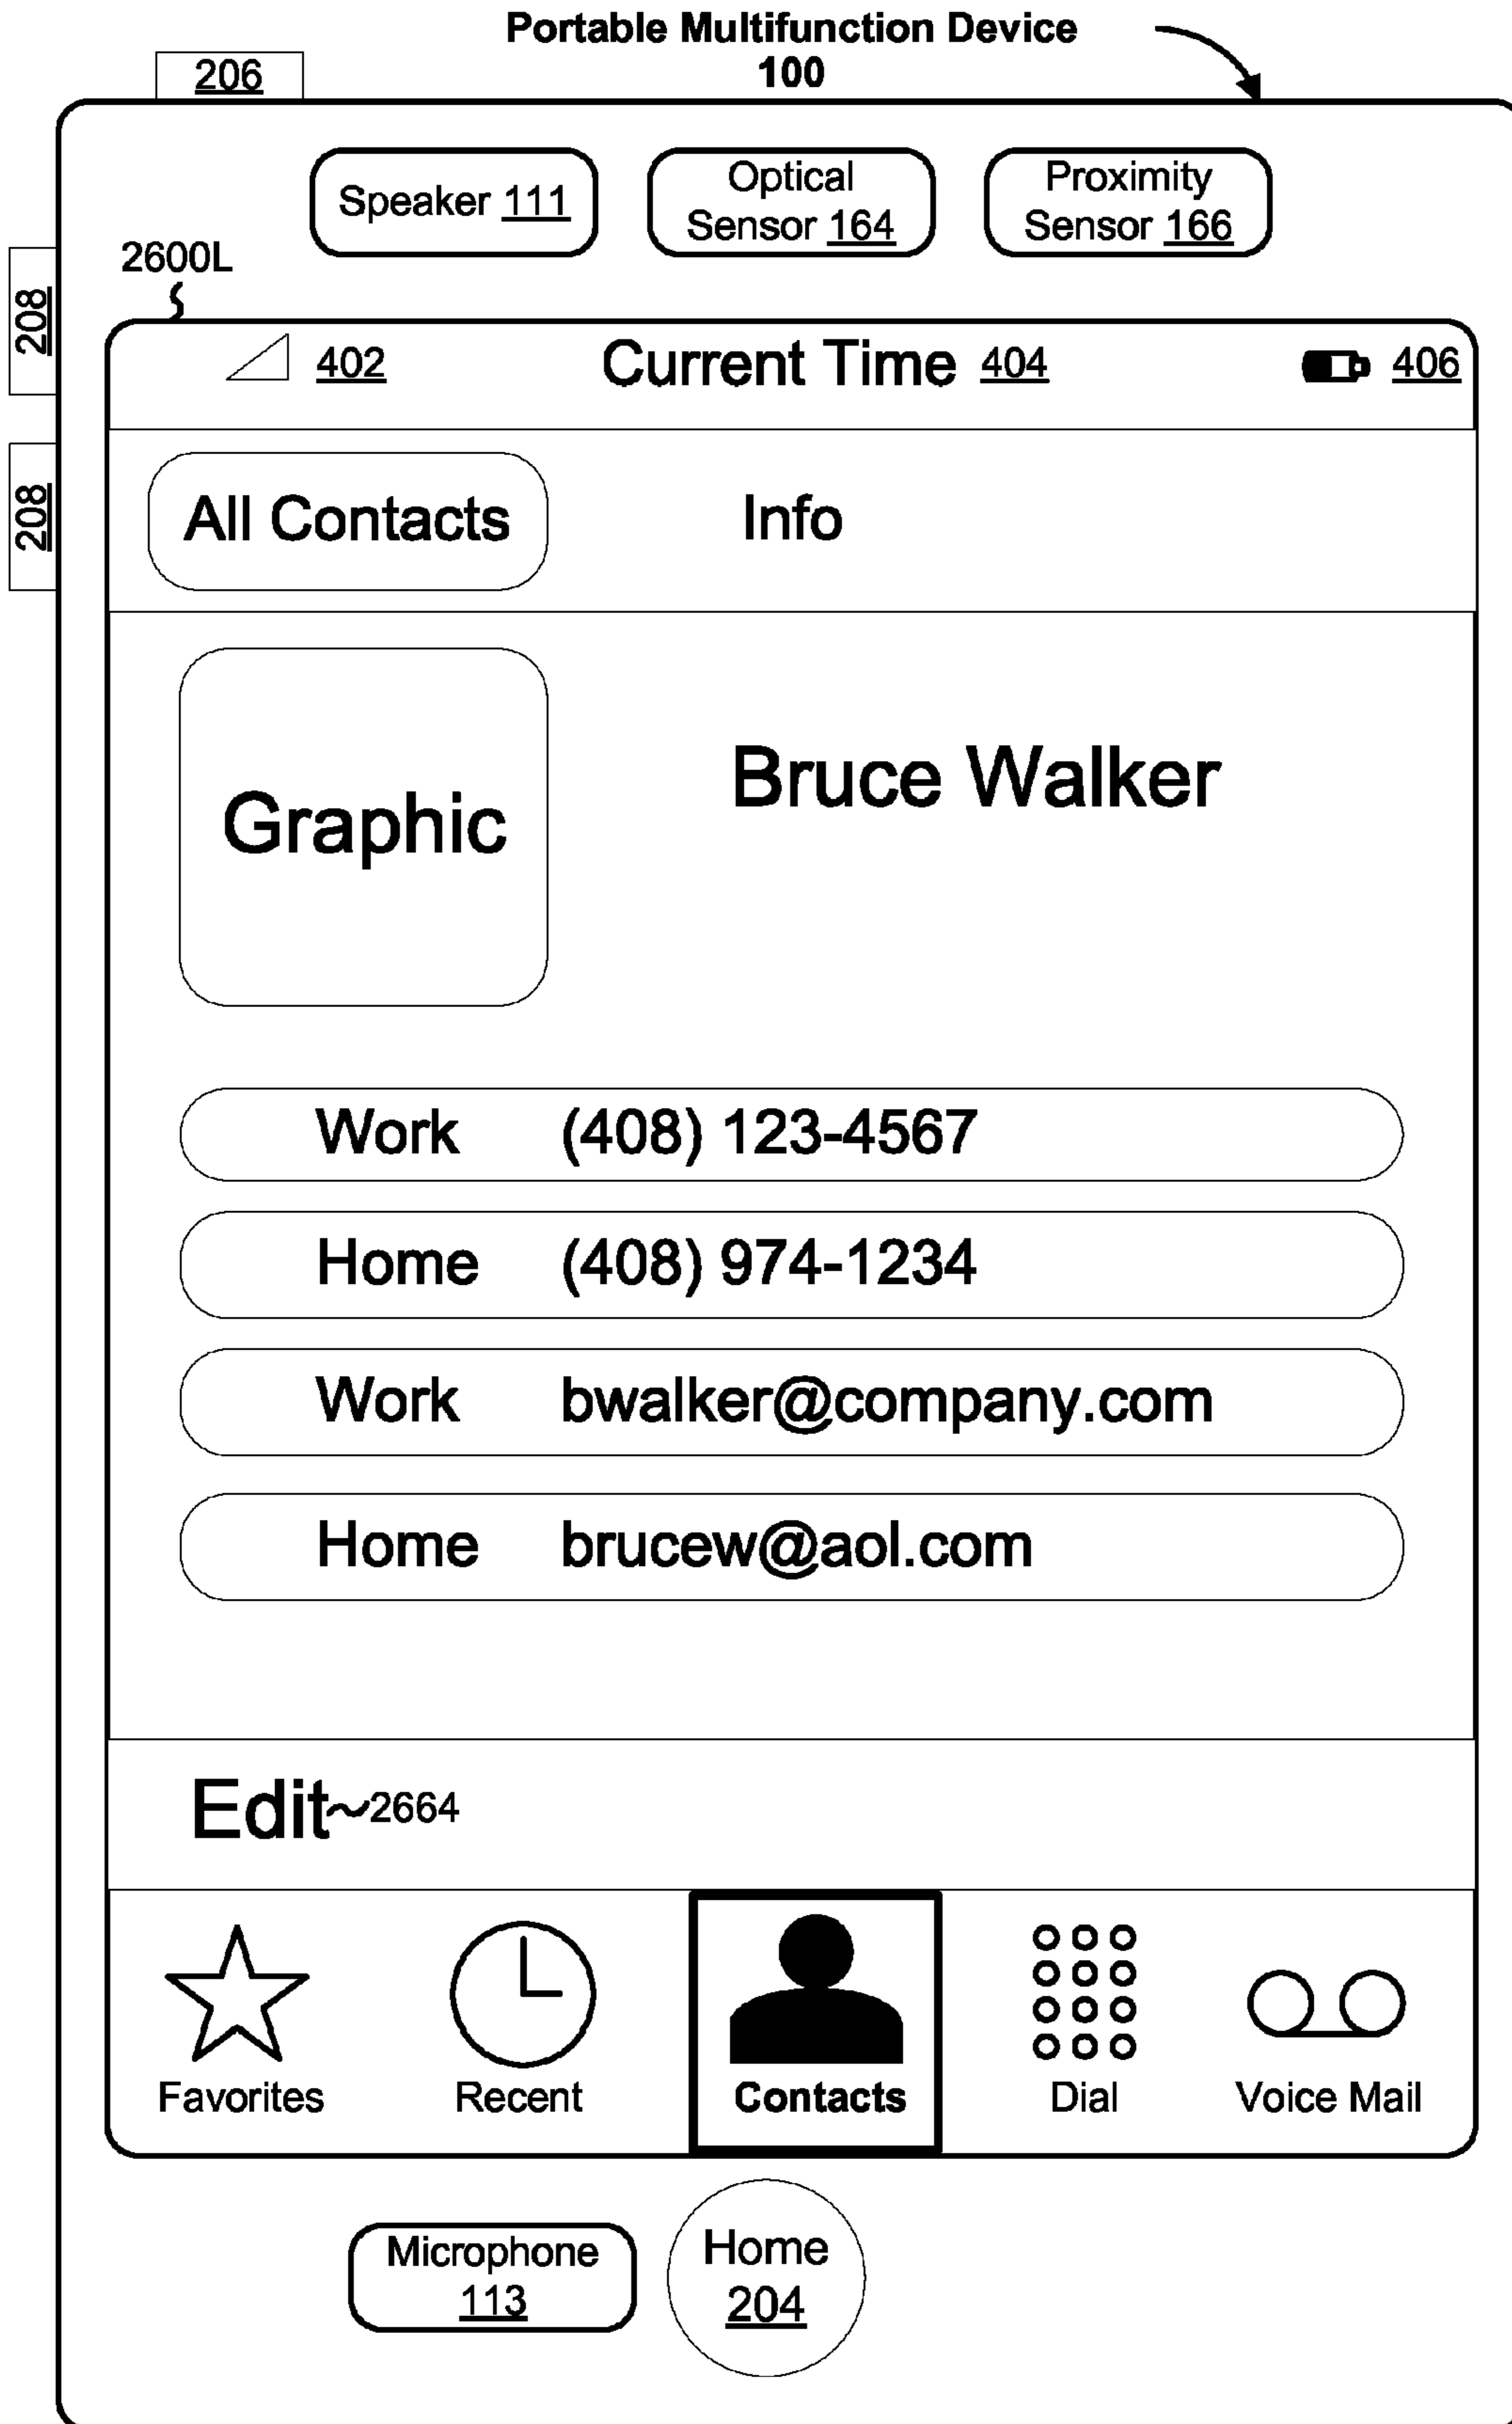 Portable Multifunction Device
100
206
Speaker 111
Optical
Sensor 164
Proximity
Sensor 166
2600L
208
208
402
Current Time 404
406
All Contacts
Info
Graphic
Bruce Walker
Work (408) 123-4567
Home (408) 974-1234
Work bwalker@company.com
Home brucew@aol.com
Edit~2664
Favorites
Recent
Contacts
Dial
Voice Mail
Microphone
113
Home
204